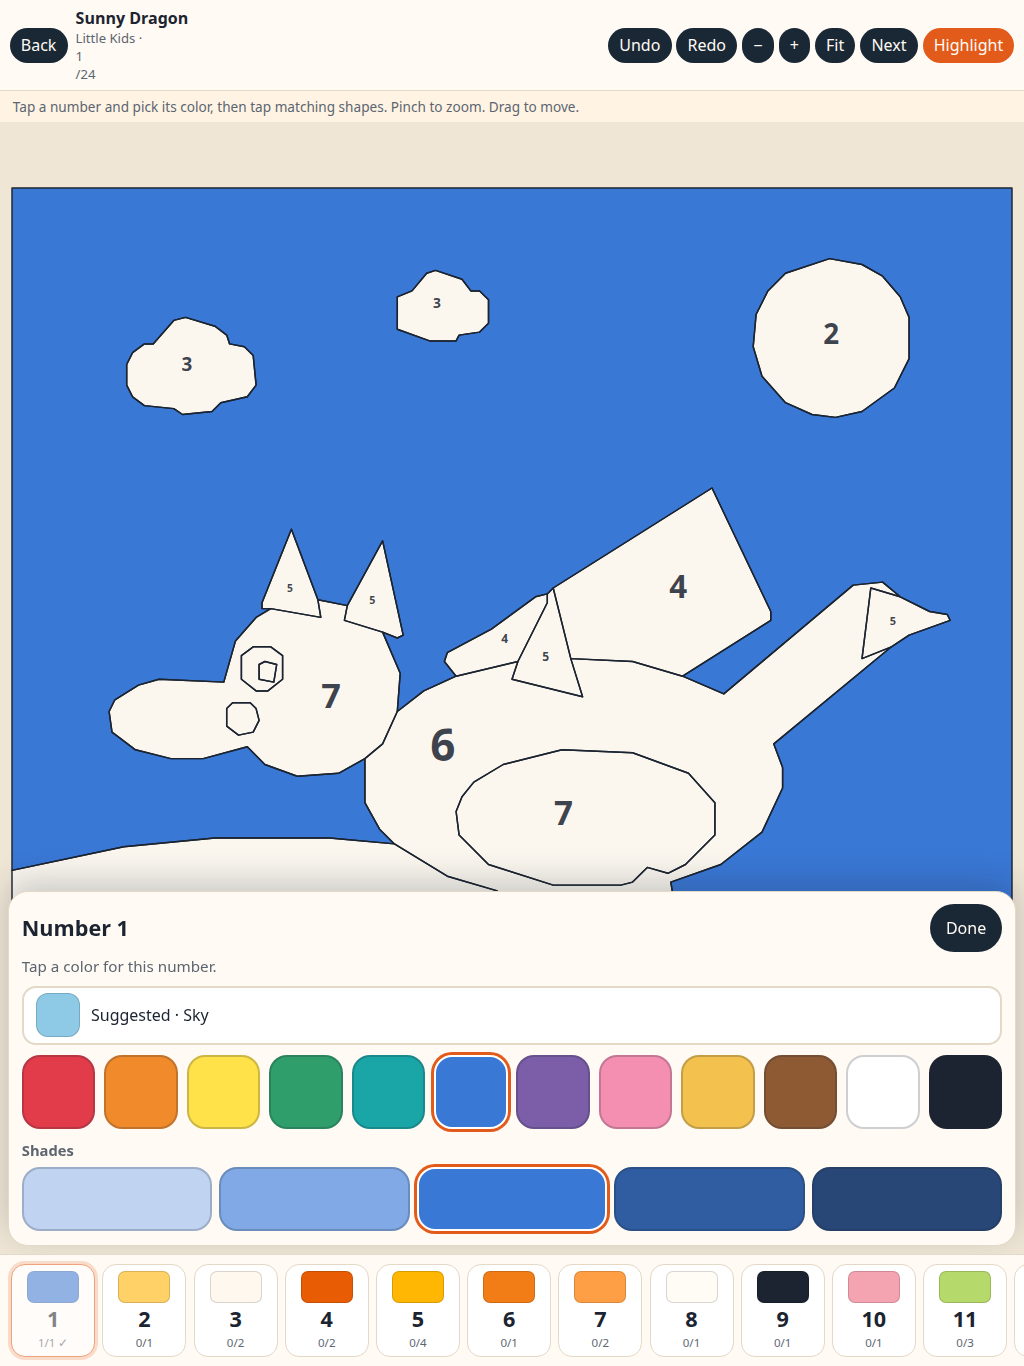 Back
Sunny Dragon
Little Kids ·
1
/24
Undo
Redo
−
+
Fit
Next
Highlight
Tap a number and pick its color, then tap matching shapes. Pinch to zoom. Drag to move.
3
3
2
5
5
4
4
5
5
7
6
7
Number 1
Done
Tap a color for this number.
Suggested · Sky
Shades
1
1/1 ✓
2
0/1
3
0/2
4
0/2
5
0/4
6
0/1
7
0/2
8
0/1
9
0/1
10
0/1
11
0/3